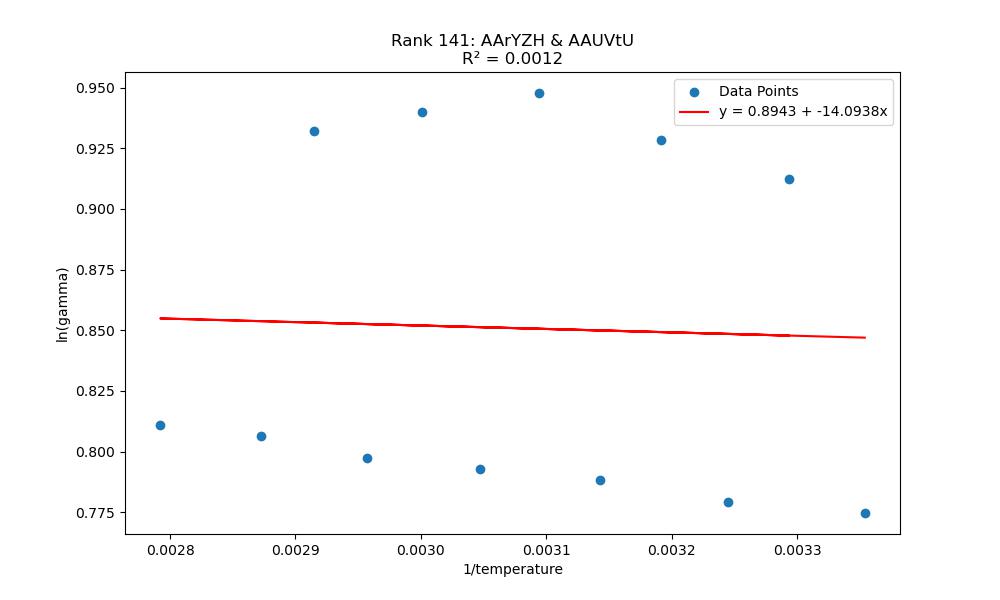 Rank 141: AArYZH & AAUVtU
R² = 0.0012
Data Points
y = 0.8943 + -14.0938x
ln(gamma)
0.950
0.925
0.900
0.875
0.850
0.825
0.800
0.775
0.0028 0.0029 0.0030 0.0031 0.0032 0.0033
1/temperature